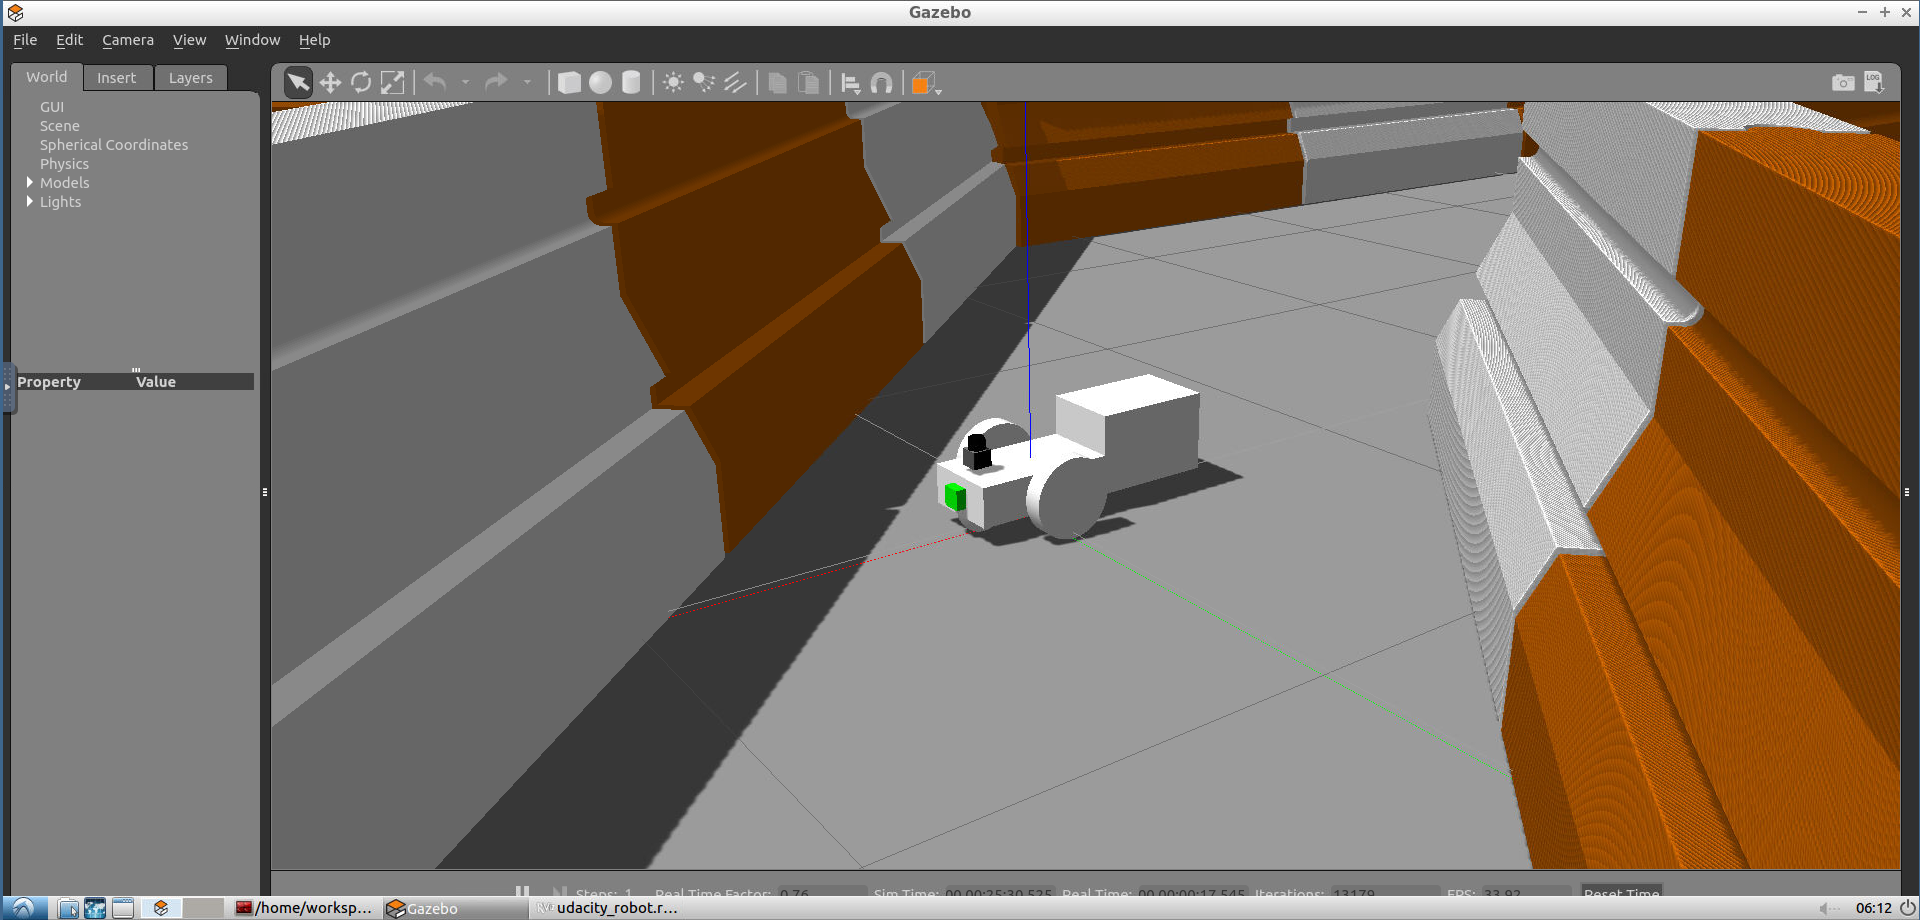 Gazebo
File Edit Camera View Window Help
World Insert Layers
LOG
GUI
Scene
Spherical Coordinates
Physics
Models
Lights
Property Value
Steps: 1 Real Time Factor: 0.76 Sim Time: 00 00:25:30.525 Real Time: 00 00:00:17.545 Iterations: 13179 FPS: 33.92 Reset Time
/home/worksp... Gazebo RViz udacity_robot.r... 06:12